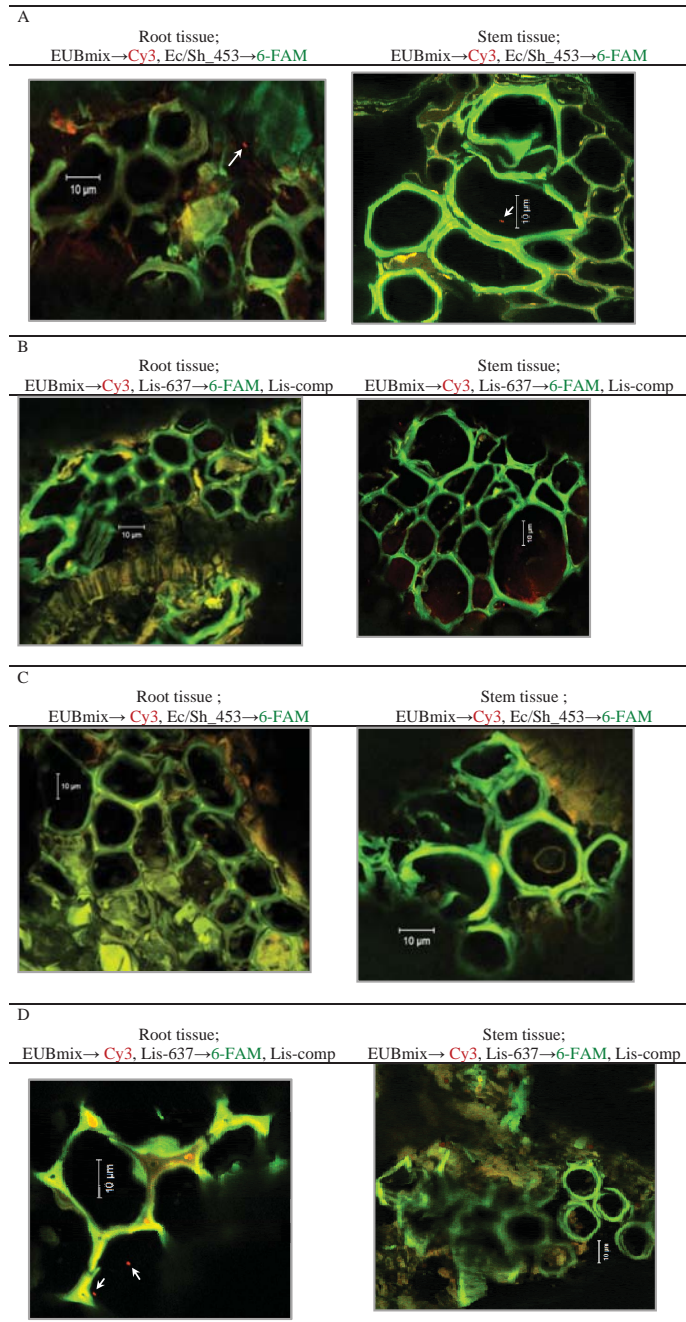 A
Root tissue;
EUBmix→Cy3, Ec/Sh_453→6-FAM
Stem tissue;
EUBmix→Cy3, Ec/Sh_453→6-FAM
10 µm
10 µm
B
Root tissue;
EUBmix→Cy3, Lis-637→6-FAM, Lis-comp
Stem tissue;
EUBmix→Cy3, Lis-637→6-FAM, Lis-comp
10 µm
10 µm
C
Root tissue ;
EUBmix→ Cy3, Ec/Sh_453→6-FAM
Stem tissue ;
EUBmix→Cy3, Ec/Sh_453→6-FAM
10 µm
10 µm
D
Root tissue;
EUBmix→ Cy3, Lis-637→6-FAM, Lis-comp
Stem tissue;
EUBmix→ Cy3, Lis-637→6-FAM, Lis-comp
10 µm
10 µm